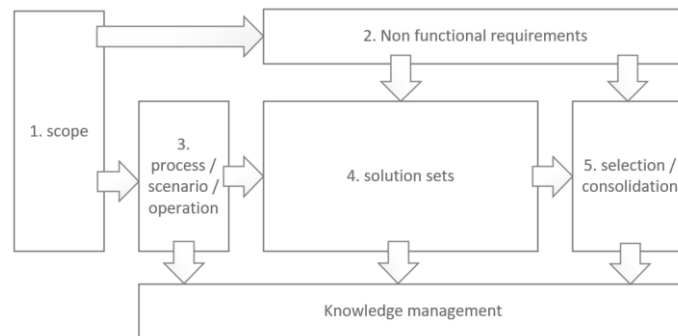 2. Non functional requirements
1. scope
3.
process /
scenario /
operation
4. solution sets
5. selection /
consolidation
Knowledge management